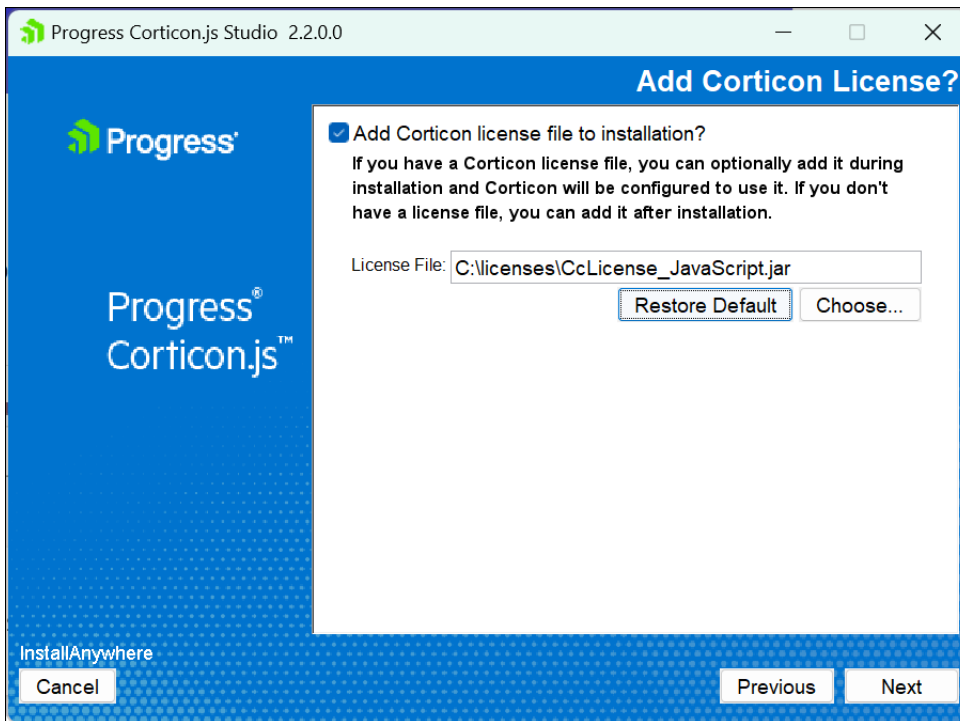 Progress Corticon.js Studio 2.2.0.0
Add Corticon License?
Progress
Add Corticon license file to installation?
If you have a Corticon license file, you can optionally add it during
installation and Corticon will be configured to use it. If you don't
have a license file, you can add it after installation.
License File: C:\licenses\CcLicense_JavaScript.jar
Restore Default Choose...
Progress®
Corticon.js™
InstallAnywhere
Cancel Previous Next